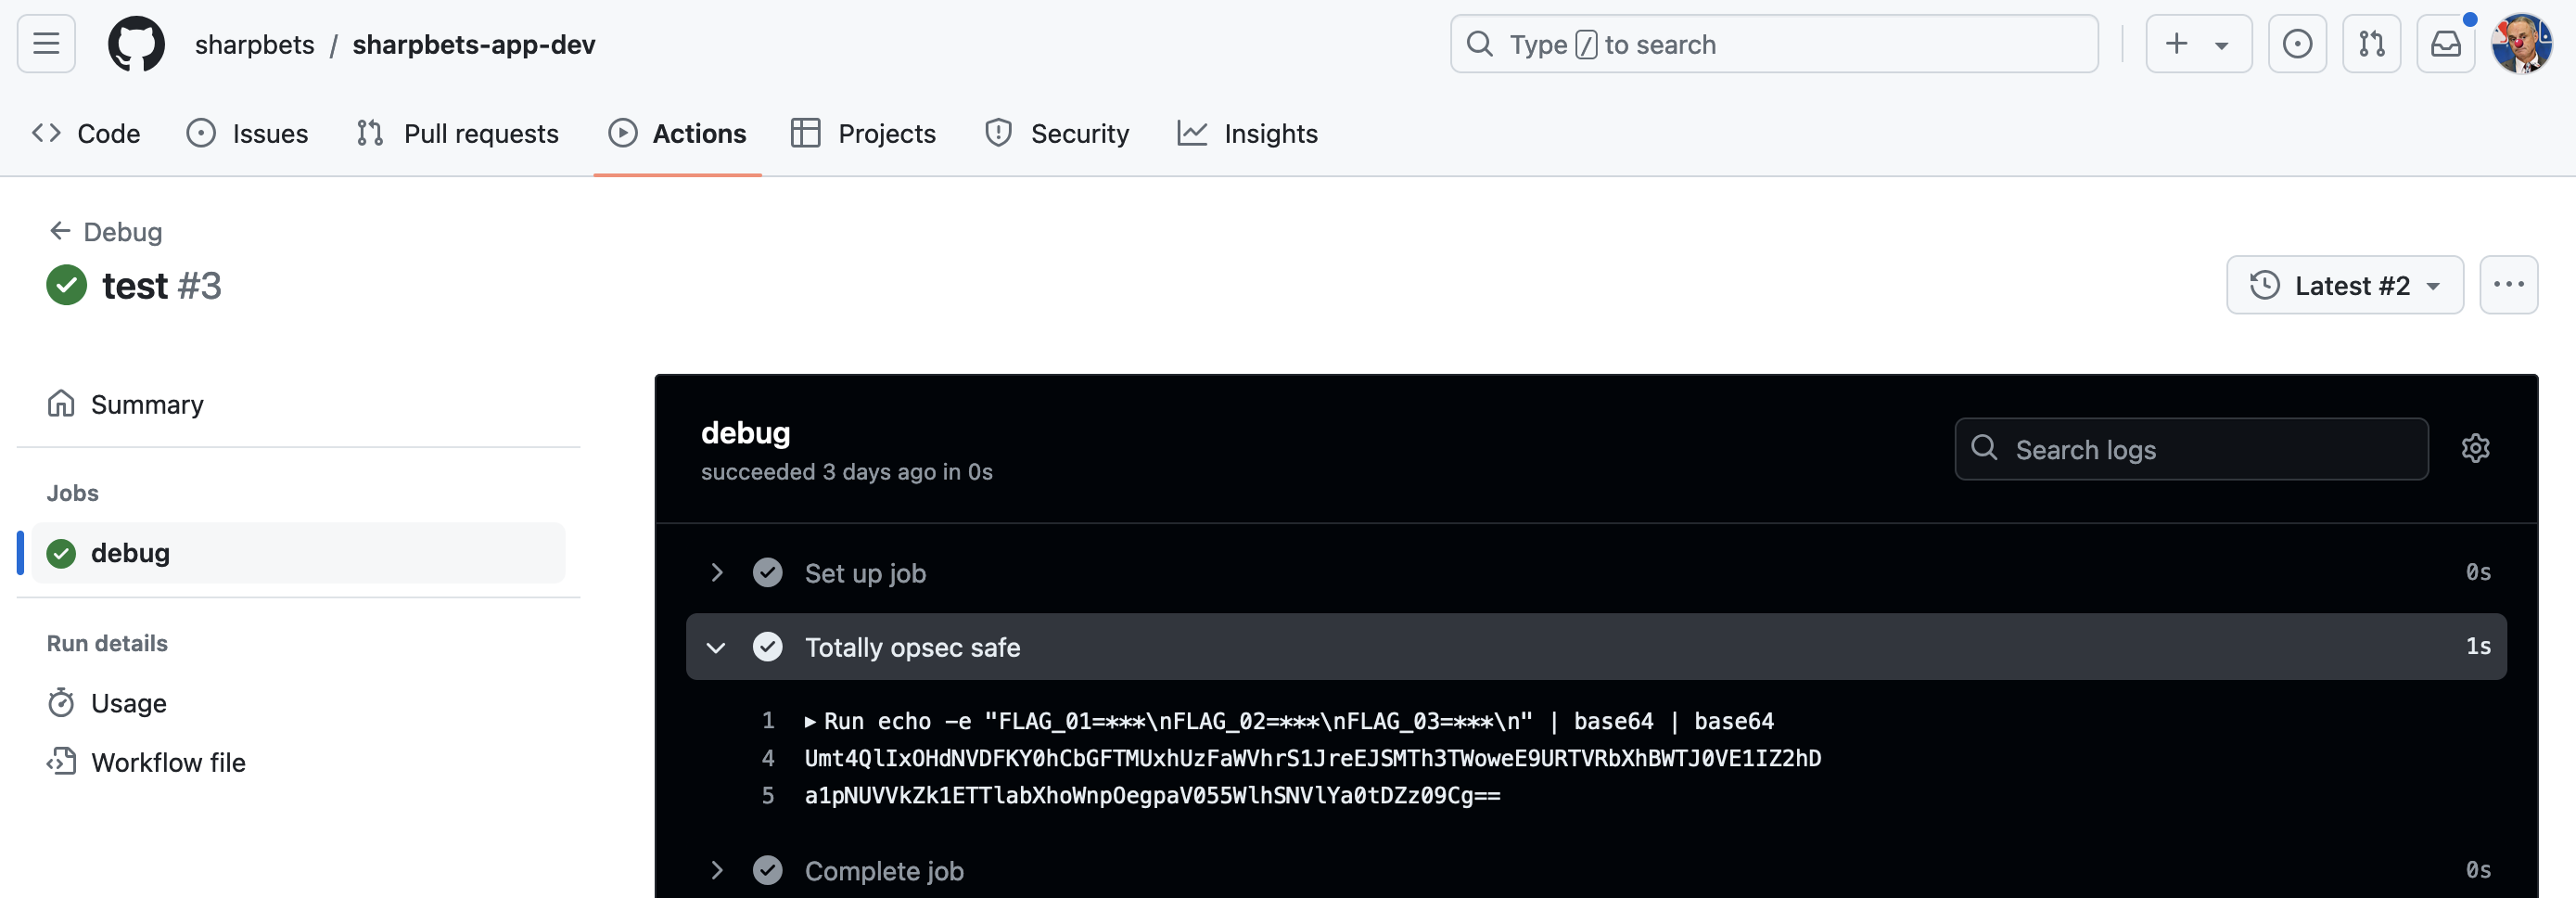 sharpbets / sharpbets-app-dev
Type / to search
Code Issues Pull requests Actions Projects Security Insights
Debug
test #3
Latest #2
Summary
Jobs
debug
Run details
Usage
Workflow file
debug
succeeded 3 days ago in 0s
Search logs
Set up job 0s
Totally opsec safe 1s
1 Run echo -e "FLAG_01=***\nFLAG_02=***\nFLAG_03=***\n" | base64 | base64
4 Umt4QlIxOHdNVDFKY0hCbGFTMUxhUzFaWVhrS1JreEJSMTh3TWoweE9URTVRbXhBWTJ0VE1IZ2hD
5 a1pNUVVkZk1ETTlabXhoWnpOegpaV055WlhSNVlYa0tDZz09Cg==
Complete job 0s